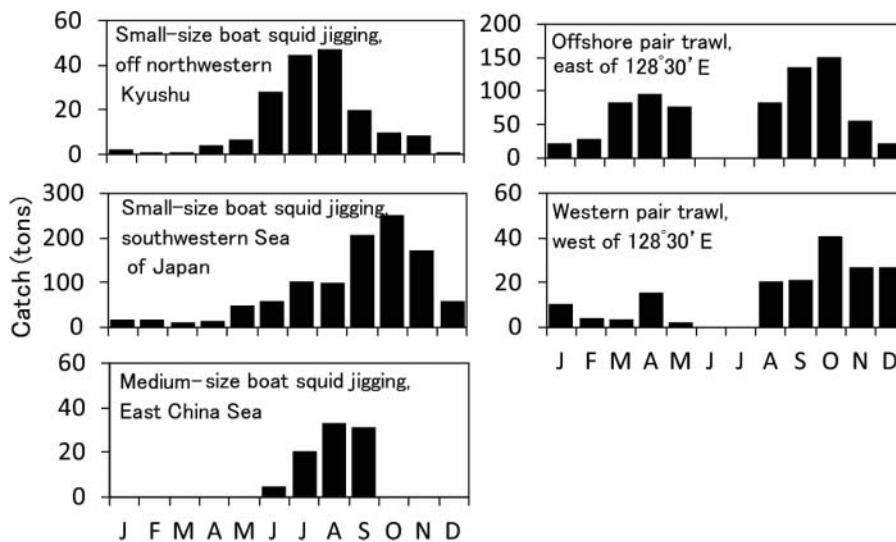 Catch (tons)
60
40
20
0
Small-size boat squid jigging,
off northwestern
Kyushu
300
200
100
0
Small-size boat squid jigging,
southwestern Sea
of Japan
60
40
20
0
Medium-size boat squid jigging,
East China Sea
J F M A M J J A S O N D
200
150
100
50
0
Offshore pair trawl,
east of 128°30' E
60
40
20
0
Western pair trawl,
west of 128°30' E
J F M A M J J A S O N D